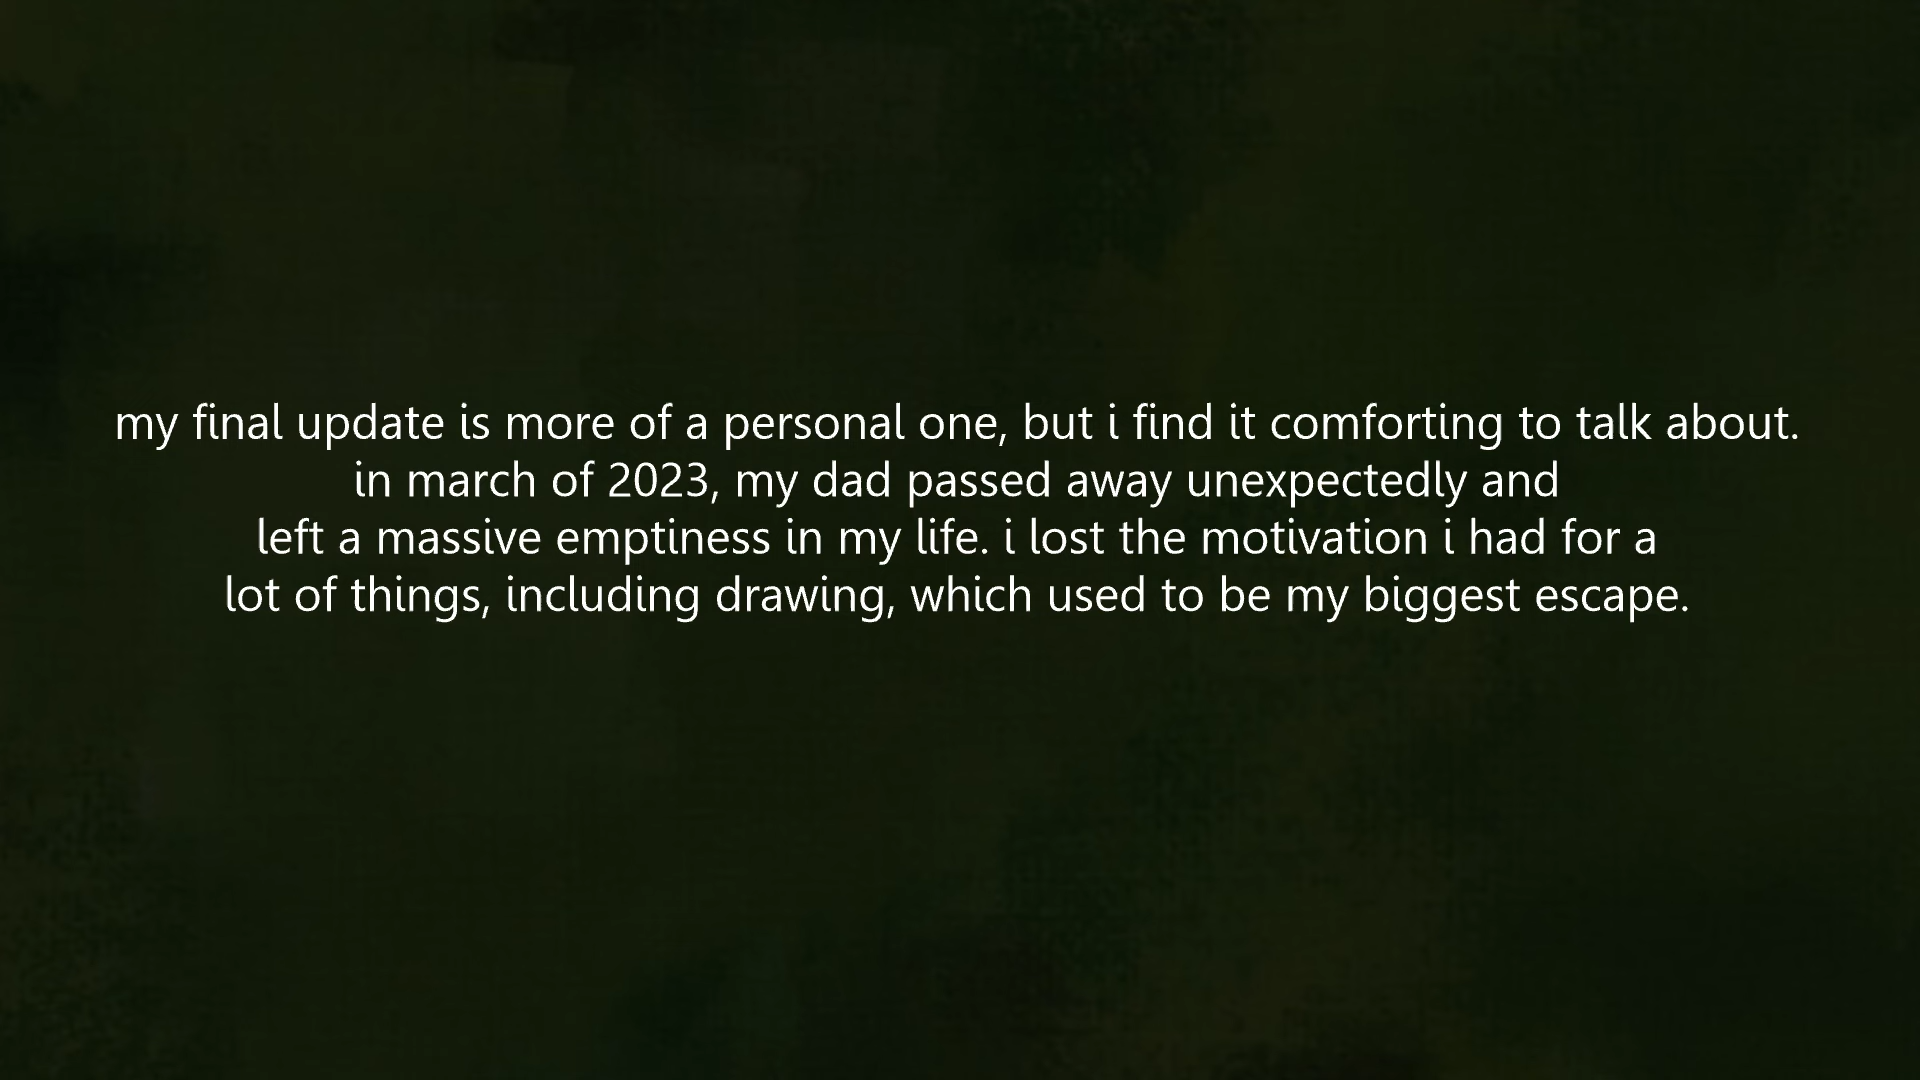 my final update is more of a personal one, but i find it comforting to talk about.
in march of 2023, my dad passed away unexpectedly and
left a massive emptiness in my life. i lost the motivation i had for a
lot of things, including drawing, which used to be my biggest escape.